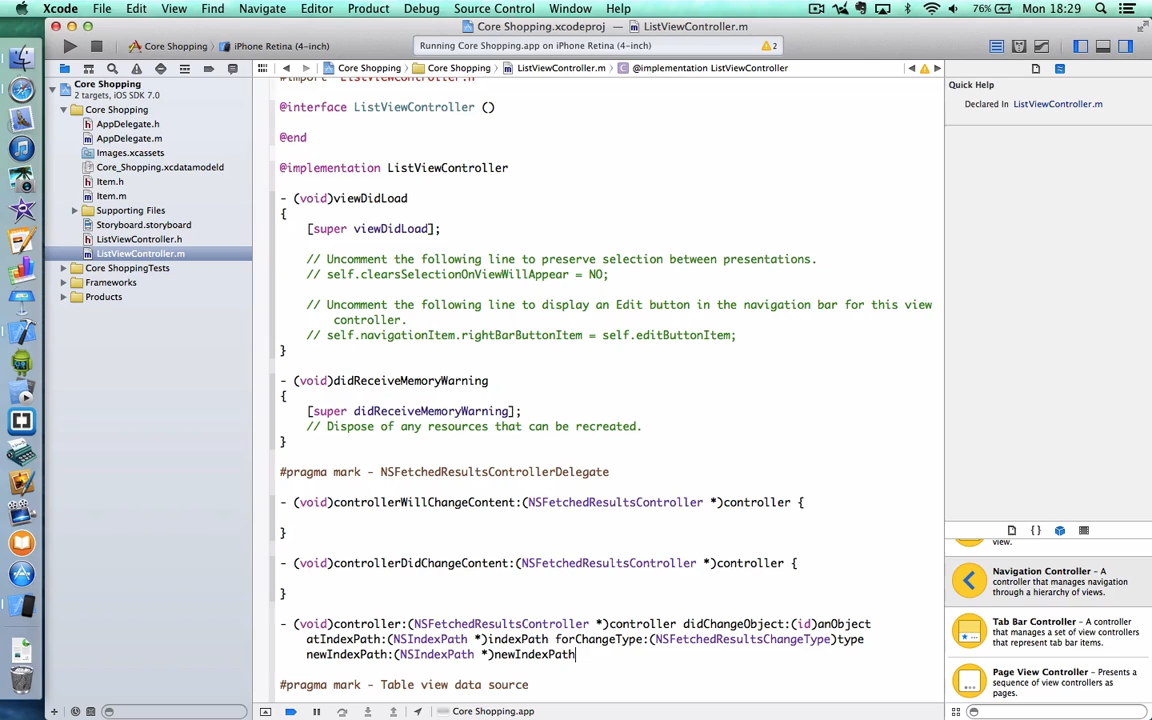 Xcode File Edit View Find Navigate Editor Product Debug Source Control Window Help 76% Mon 18:29
Core Shopping.xcodeproj — ListViewController.m
Core Shopping iPhone Retina (4-inch) Running Core Shopping.app on iPhone Retina (4-inch) 2
Core Shopping Core Shopping ListViewController.m C @implementation ListViewController
Core Shopping
2 targets, iOS SDK 7.0
Core Shopping
AppDelegate.h
AppDelegate.m
Images.xcassets
Core_Shopping.xcdatamodeld
Item.h
Item.m
Supporting Files
Storyboard.storyboard
ListViewController.h
ListViewController.m
Core ShoppingTests
Frameworks
Products
#import "ListViewController.h"
@interface ListViewController ()
@end
@implementation ListViewController
- (void)viewDidLoad
{
[super viewDidLoad];
// Uncomment the following line to preserve selection between presentations.
// self.clearsSelectionOnViewWillAppear = NO;
// Uncomment the following line to display an Edit button in the navigation bar for this view
controller.
// self.navigationItem.rightBarButtonItem = self.editButtonItem;
}
- (void)didReceiveMemoryWarning
{
[super didReceiveMemoryWarning];
// Dispose of any resources that can be recreated.
}
#pragma mark - NSFetchedResultsControllerDelegate
- (void)controllerWillChangeContent:(NSFetchedResultsController *)controller {
}
- (void)controllerDidChangeContent:(NSFetchedResultsController *)controller {
}
- (void)controller:(NSFetchedResultsController *)controller didChangeObject:(id)anObject
atIndexPath:(NSIndexPath *)indexPath forChangeType:(NSFetchedResultsChangeType)type
newIndexPath:(NSIndexPath *)newIndexPath
#pragma mark - Table view data source
Quick Help
Declared In ListViewController.m
{ }
view.
Navigation Controller – A
controller that manages navigation
through a hierarchy of views.
Tab Bar Controller – A controller
that manages a set of view controllers
that represent tab bar items.
Page View Controller – Presents a
sequence of view controllers as
pages.
Core Shopping.app